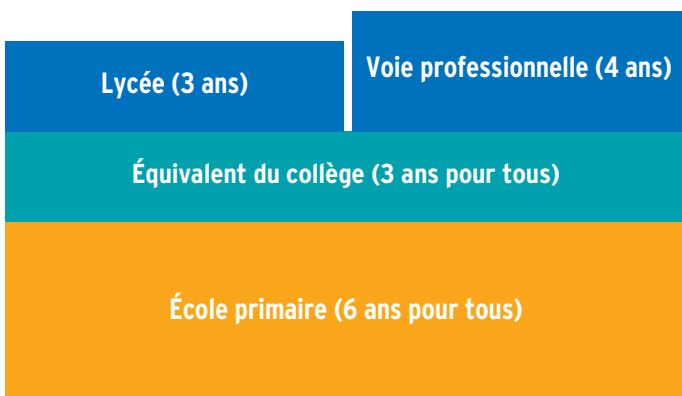 Lycée (3 ans)
Voie professionnelle (4 ans)
Équivalent du collège (3 ans pour tous)
École primaire (6 ans pour tous)